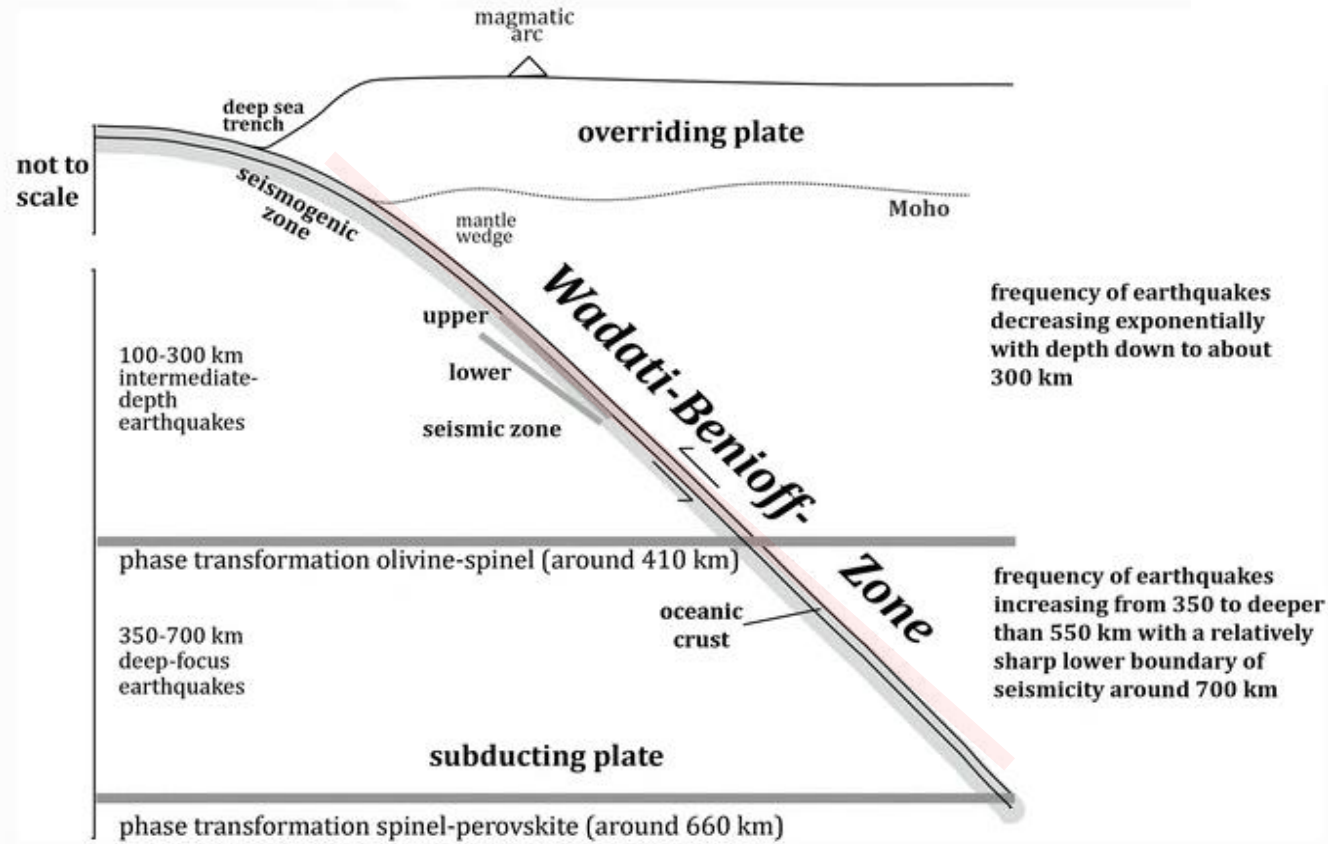 magmatic
arc
deep sea
trench
overriding plate
not to
scale
seismogenic
zone
Moho
mantle
wedge
Wadati-Benioff-
Zone
upper
lower
seismic zone
100-300 km
intermediate-
depth
earthquakes
frequency of earthquakes
decreasing exponentially
with depth down to about
300 km
phase transformation olivine-spinel (around 410 km)
oceanic
crust
350-700 km
deep-focus
earthquakes
frequency of earthquakes
increasing from 350 to deeper
than 550 km with a relatively
sharp lower boundary of
seismicity around 700 km
subducting plate
phase transformation spinel-perovskite (around 660 km)